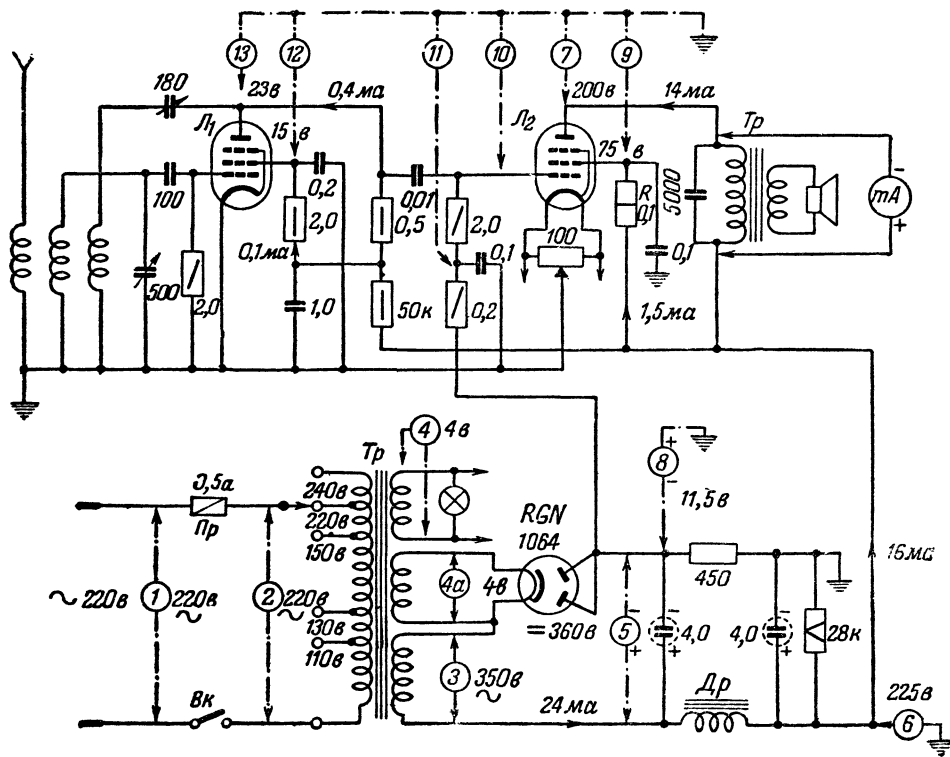 13
12
11
10
7
9
180
23в
0,4 ма
Л₁
15 в
Л₂
200в
14 ма
Тр
75 в
100
0,2
2,0
0,01
0,5
2,0
R
0,1
5000
−
mA
+
500
2,0
0,1 ма
1,0
50к
0,1
0,2
100
0,1
1,5 ма
4
4в
Тр
8
+
−
11,5 в
0,5а
Пр
240в
220в
150в
130в
110в
RGN
1064
4а
4в
= 360в
~ 220в
1
220в
~
2
220в
~
3
350в
~
5
−
+
−
4,0
+
450
−
4,0
+
28к
16 ма
Вк
24 ма
Др
225в
6